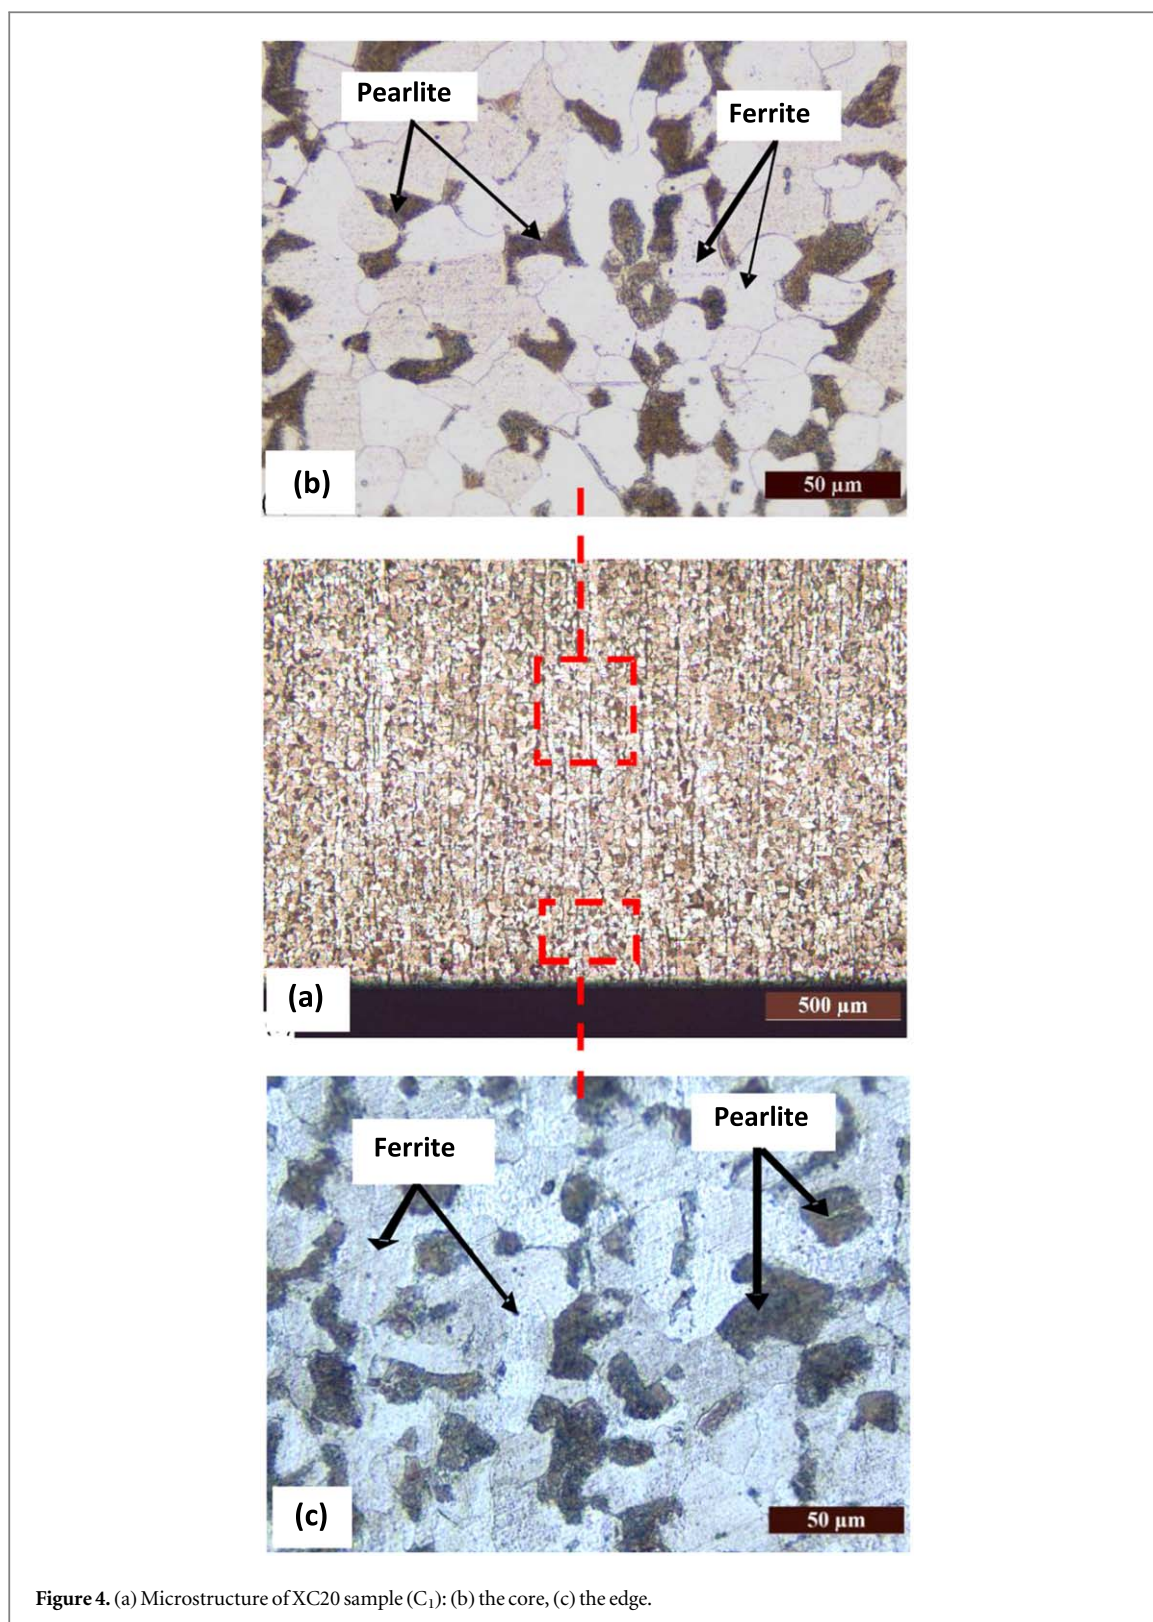 Pearlite
Ferrite
(b)
50 µm
(a)
500 µm
Ferrite
Pearlite
(c)
50 µm
Figure 4. (a) Microstructure of XC20 sample (C₁): (b) the core, (c) the edge.